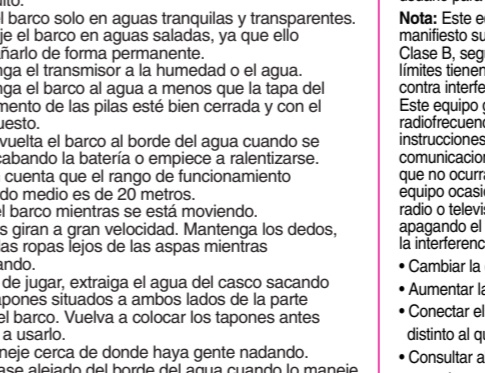 el barco solo en aguas tranquilas y transparentes.
je el barco en aguas saladas, ya que ello
ñarlo de forma permanente.
nga el transmisor a la humedad o el agua.
nga el barco al agua a menos que la tapa del
mento de las pilas esté bien cerrada y con el
uesto.
vuelta el barco al borde del agua cuando se
cabando la batería o empiece a ralentizarse.
cuenta que el rango de funcionamiento
do medio es de 20 metros.
el barco mientras se está moviendo.
s giran a gran velocidad. Mantenga los dedos,
las ropas lejos de las aspas mientras
ando.
de jugar, extraiga el agua del casco sacando
apones situados a ambos lados de la parte
el barco. Vuelva a colocar los tapones antes
a usarlo.
neje cerca de donde haya gente nadando.
ase alejado del borde del agua cuando lo maneje
Nota: Este e
manifiesto su
Clase B, segú
límites tienen
contra interfe
Este equipo g
radiofrecuenc
instrucciones
comunicacion
que no ocurra
equipo ocasio
radio o televis
apagando el
la interferenc
• Cambiar la
• Aumentar la
• Conectar el
distinto al qu
• Consultar a